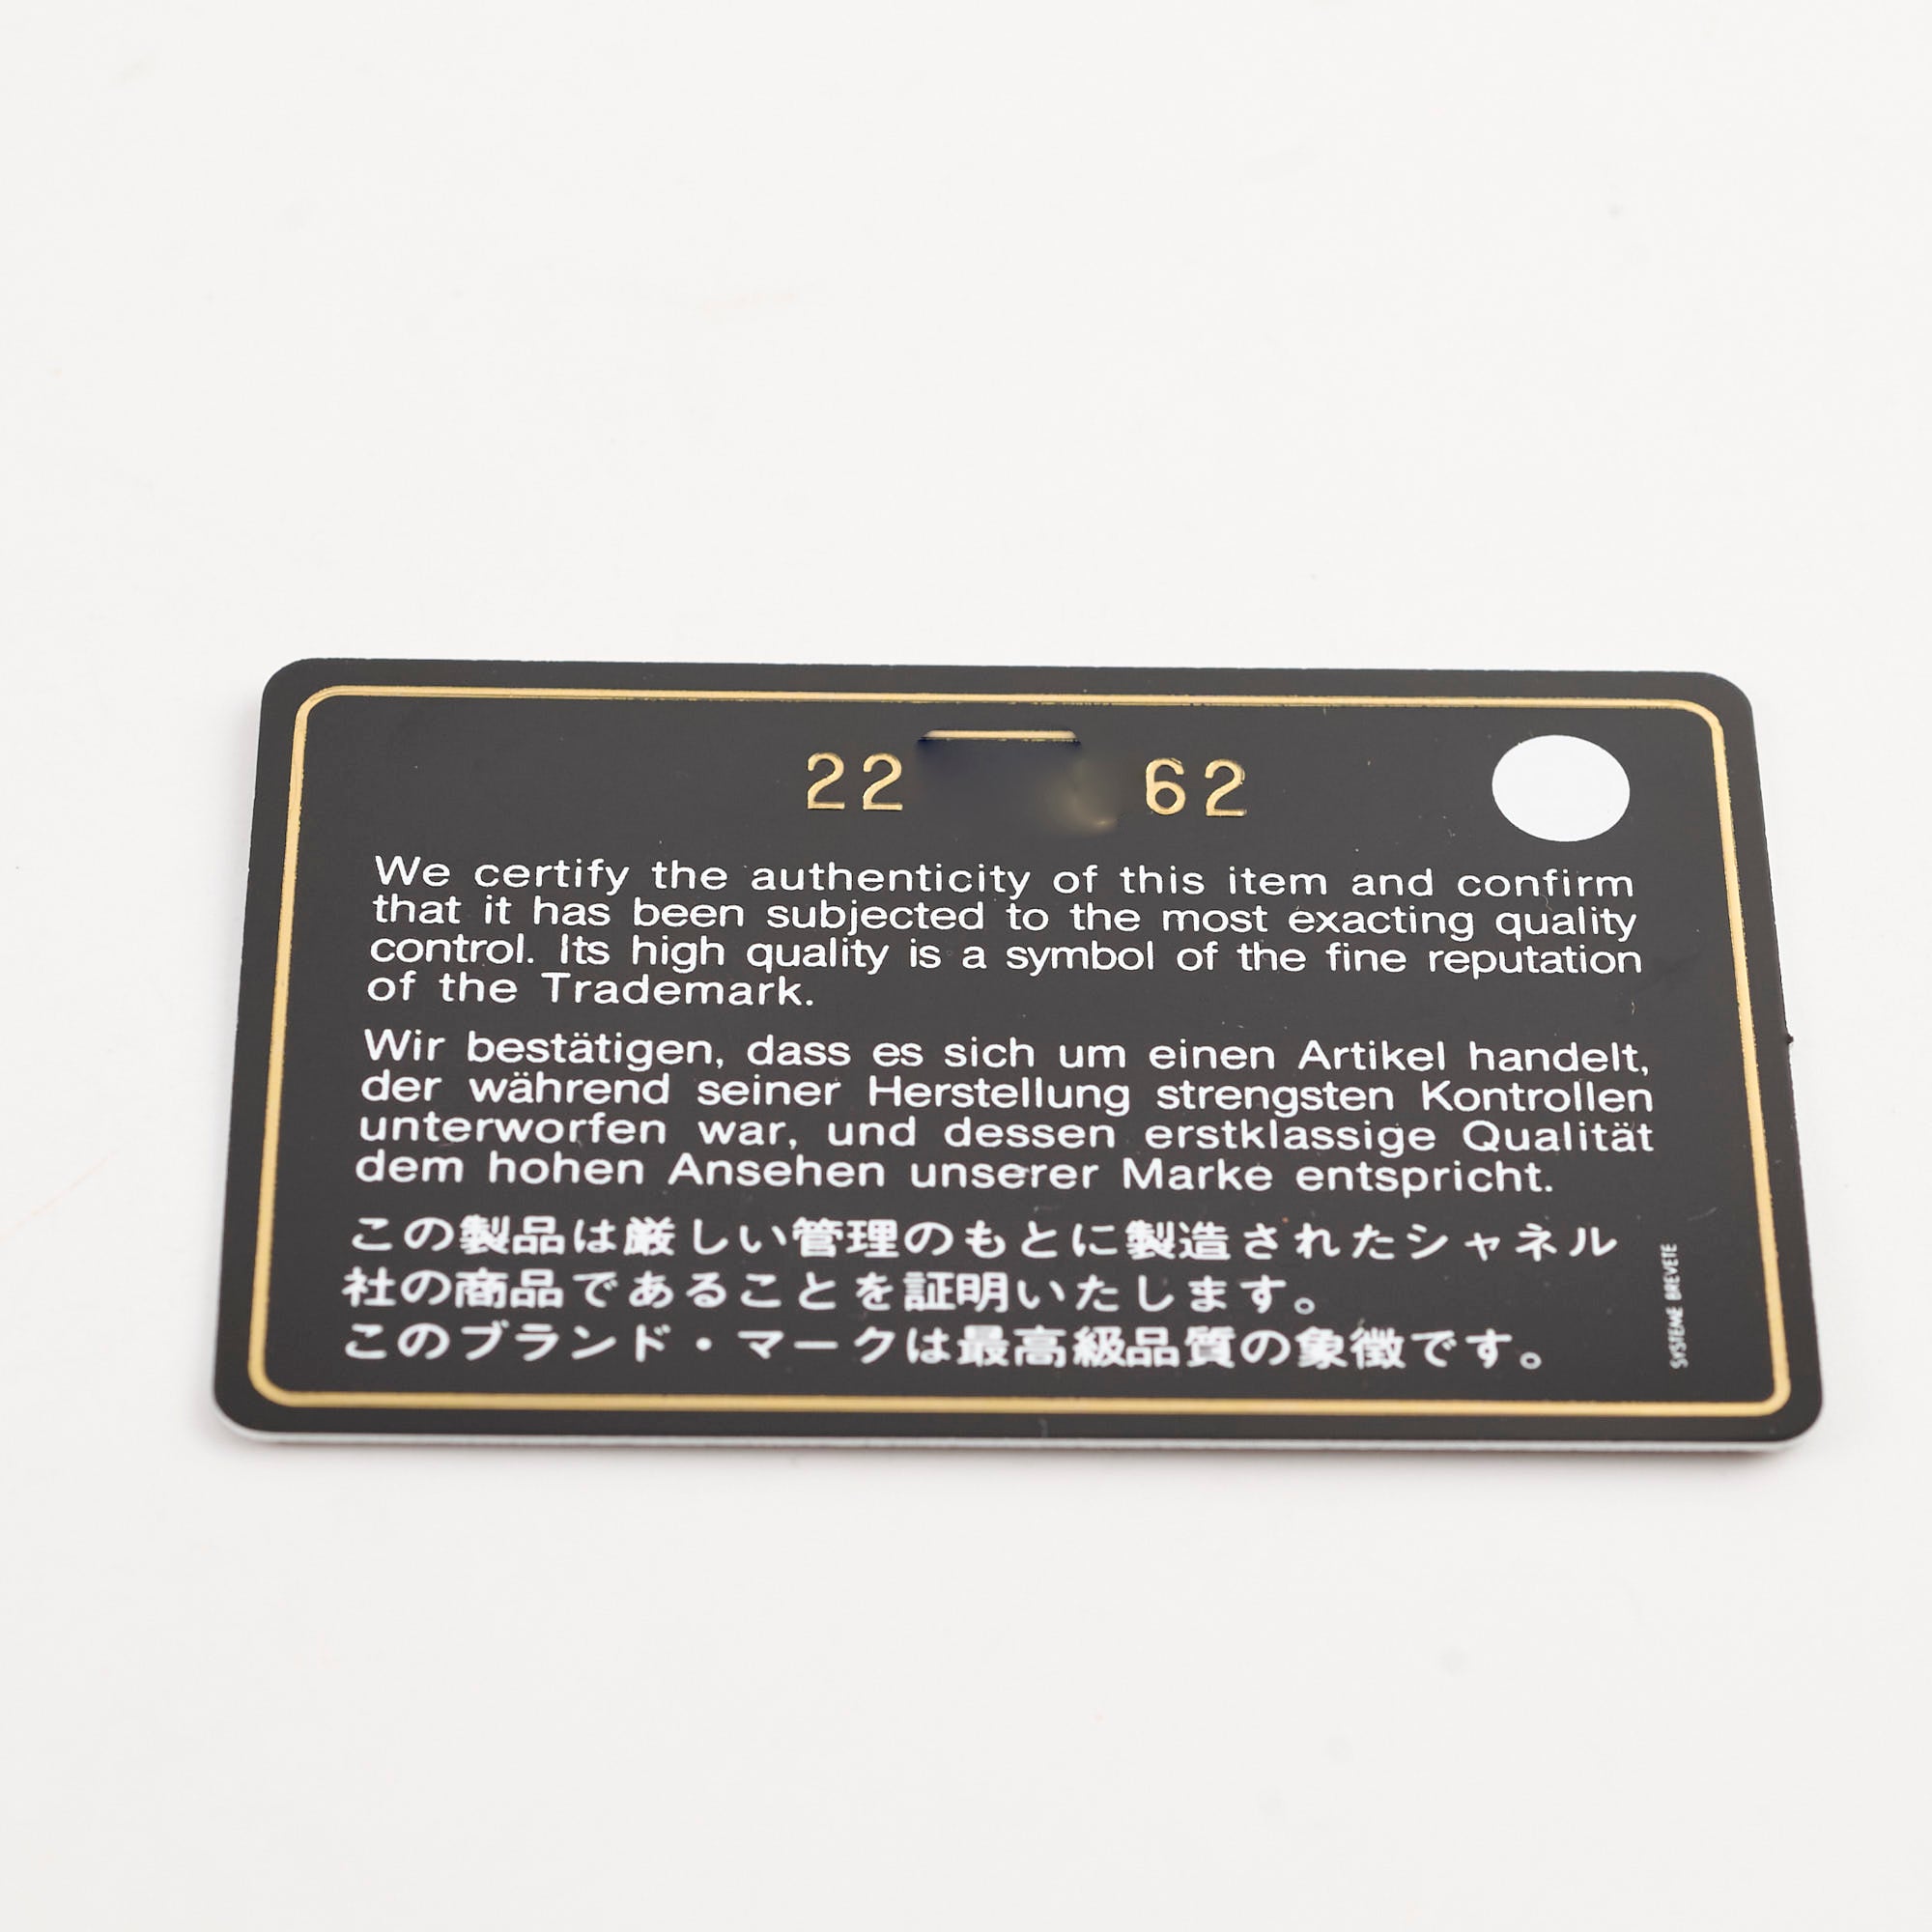 22 62
We certify the authenticity of this item and confirm
that it has been subjected to the most exacting quality
control. Its high quality is a symbol of the fine reputation
of the Trademark.
Wir bestätigen, dass es sich um einen Artikel handelt,
der während seiner Herstellung strengsten Kontrollen
unterworfen war, und dessen erstklassige Qualität
dem hohen Ansehen unserer Marke entspricht.
この製品は厳しい管理のもとに製造されたシャネル
社の商品であることを証明いたします。
このブランド・マークは最高級品質の象徴です。
SYSTEME BREVETE